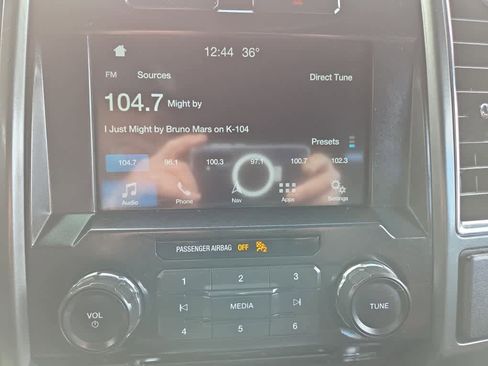 12:44 36°
FM Sources Direct Tune
104.7 Might by
I Just Might by Bruno Mars on K-104
Presets
104.7 96.1 100.3 97.1 100.7 102.3
Audio Phone Nav Apps Settings
PASSENGER AIRBAG OFF
1 2 3
VOL MEDIA TUNE
4 5 6